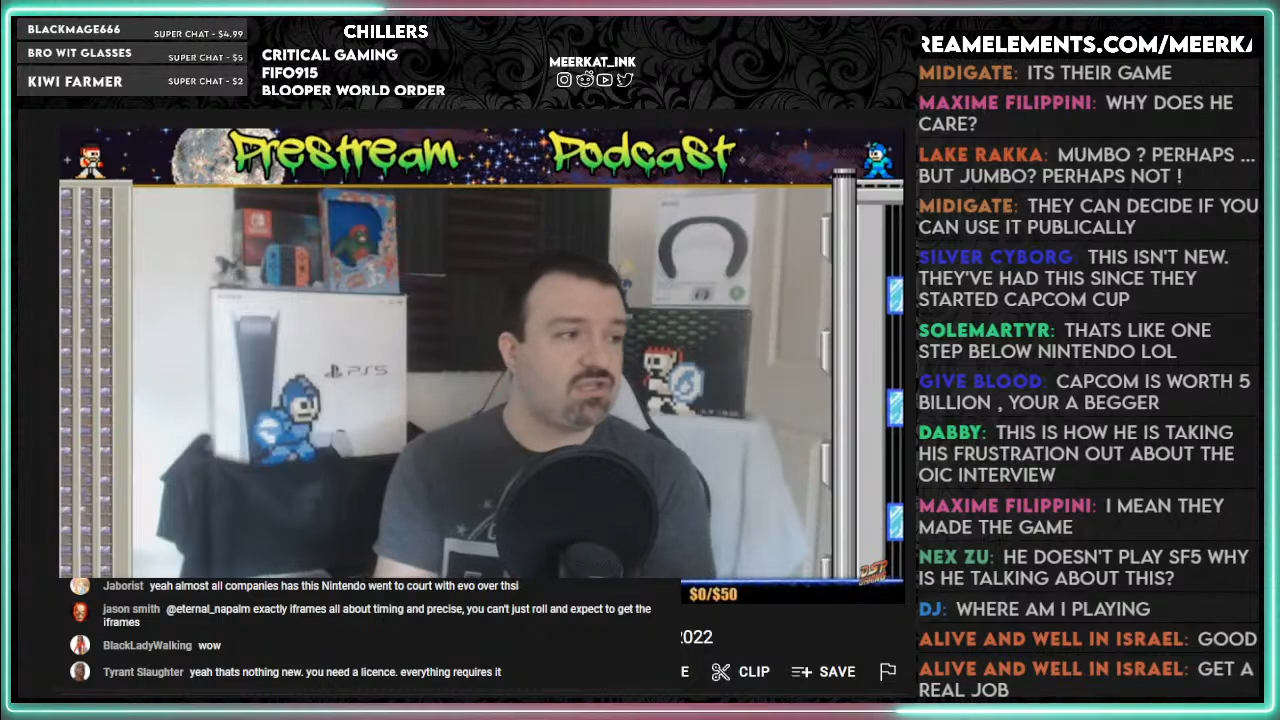 BLACKMAGE666 SUPER CHAT - $4.99
BRO WIT GLASSES SUPER CHAT - $5
KIWI FARMER SUPER CHAT - $2
CHILLERS
CRITICAL GAMING
FIFO915
BLOOPER WORLD ORDER
MEERKAT_INK
REAMELEMENTS.COM/MEERKA
Prestream Podcast
PS5
$0/$50
Jaborist yeah almost all companies has this Nintendo went to court with evo over thsi
jason smith @eternal_napalm exactly iframes all about timing and precise, you can't just roll and expect to get the
iframes
BlackLadyWalking wow
Tyrant Slaughter yeah thats nothing new. you need a licence. everything requires it
2022
E CLIP SAVE
MIDIGATE: ITS THEIR GAME
MAXIME FILIPPINI: WHY DOES HE
CARE?
LAKE RAKKA: MUMBO ? PERHAPS ...
BUT JUMBO? PERHAPS NOT !
MIDIGATE: THEY CAN DECIDE IF YOU
CAN USE IT PUBLICALLY
SILVER CYBORG: THIS ISN'T NEW.
THEY'VE HAD THIS SINCE THEY
STARTED CAPCOM CUP
SOLEMARTYR: THATS LIKE ONE
STEP BELOW NINTENDO LOL
GIVE BLOOD: CAPCOM IS WORTH 5
BILLION , YOUR A BEGGER
DABBY: THIS IS HOW HE IS TAKING
HIS FRUSTRATION OUT ABOUT THE
OIC INTERVIEW
MAXIME FILIPPINI: I MEAN THEY
MADE THE GAME
NEX ZU: HE DOESN'T PLAY SF5 WHY
IS HE TALKING ABOUT THIS?
DJ: WHERE AM I PLAYING
ALIVE AND WELL IN ISRAEL: GOOD
ALIVE AND WELL IN ISRAEL: GET A
REAL JOB